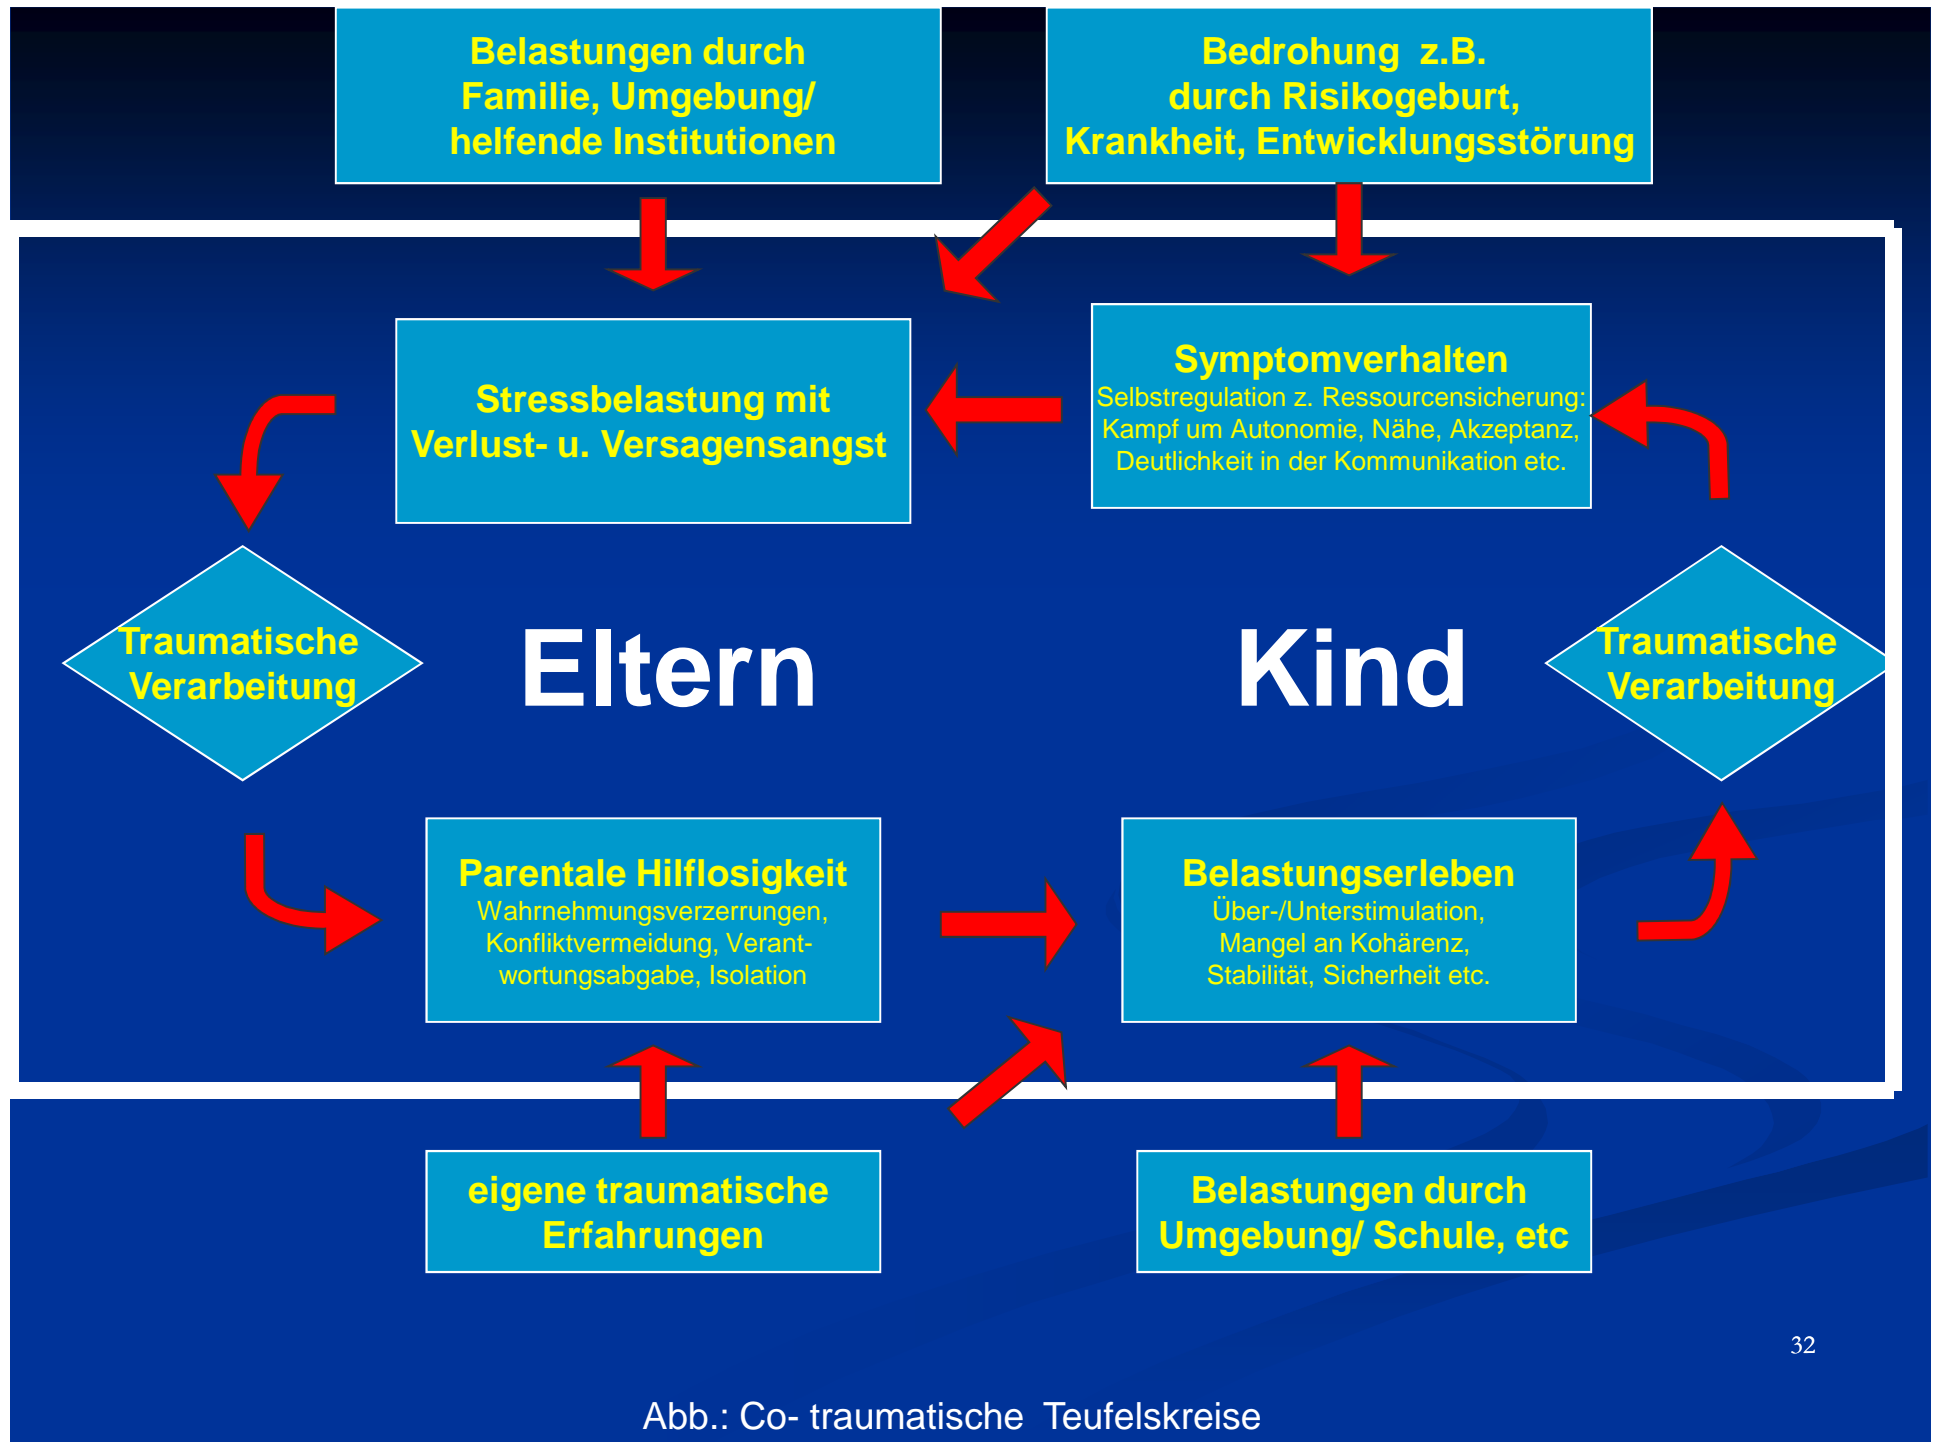 Belastungen durch
Familie, Umgebung/
helfende Institutionen
Bedrohung z.B.
durch Risikogeburt,
Krankheit, Entwicklungsstörung
Stressbelastung mit
Verlust- u. Versagensangst
Symptomverhalten
Selbstregulation z. Ressourcensicherung:
Kampf um Autonomie, Nähe, Akzeptanz,
Deutlichkeit in der Kommunikation etc.
Traumatische
Verarbeitung
Eltern
Kind
Traumatische
Verarbeitung
Parentale Hilflosigkeit
Wahrnehmungsverzerrungen,
Konfliktvermeidung, Verant-
wortungsabgabe, Isolation
Belastungserleben
Über-/Unterstimulation,
Mangel an Kohärenz,
Stabilität, Sicherheit etc.
eigene traumatische
Erfahrungen
Belastungen durch
Umgebung/ Schule, etc
32
Abb.: Co- traumatische Teufelskreise